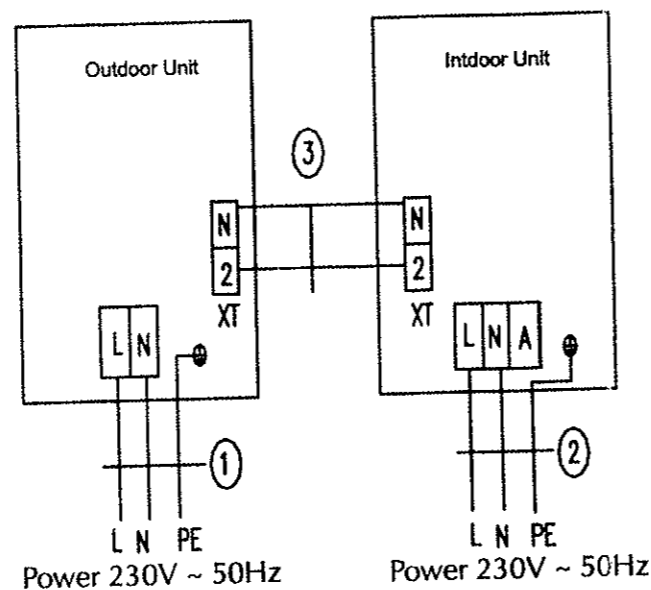 Outdoor Unit
Intdoor Unit
3
N
N
2
2
XT
XT
L N
L N A
1
2
L N PE
L N PE
Power 230V ~ 50Hz
Power 230V ~ 50Hz